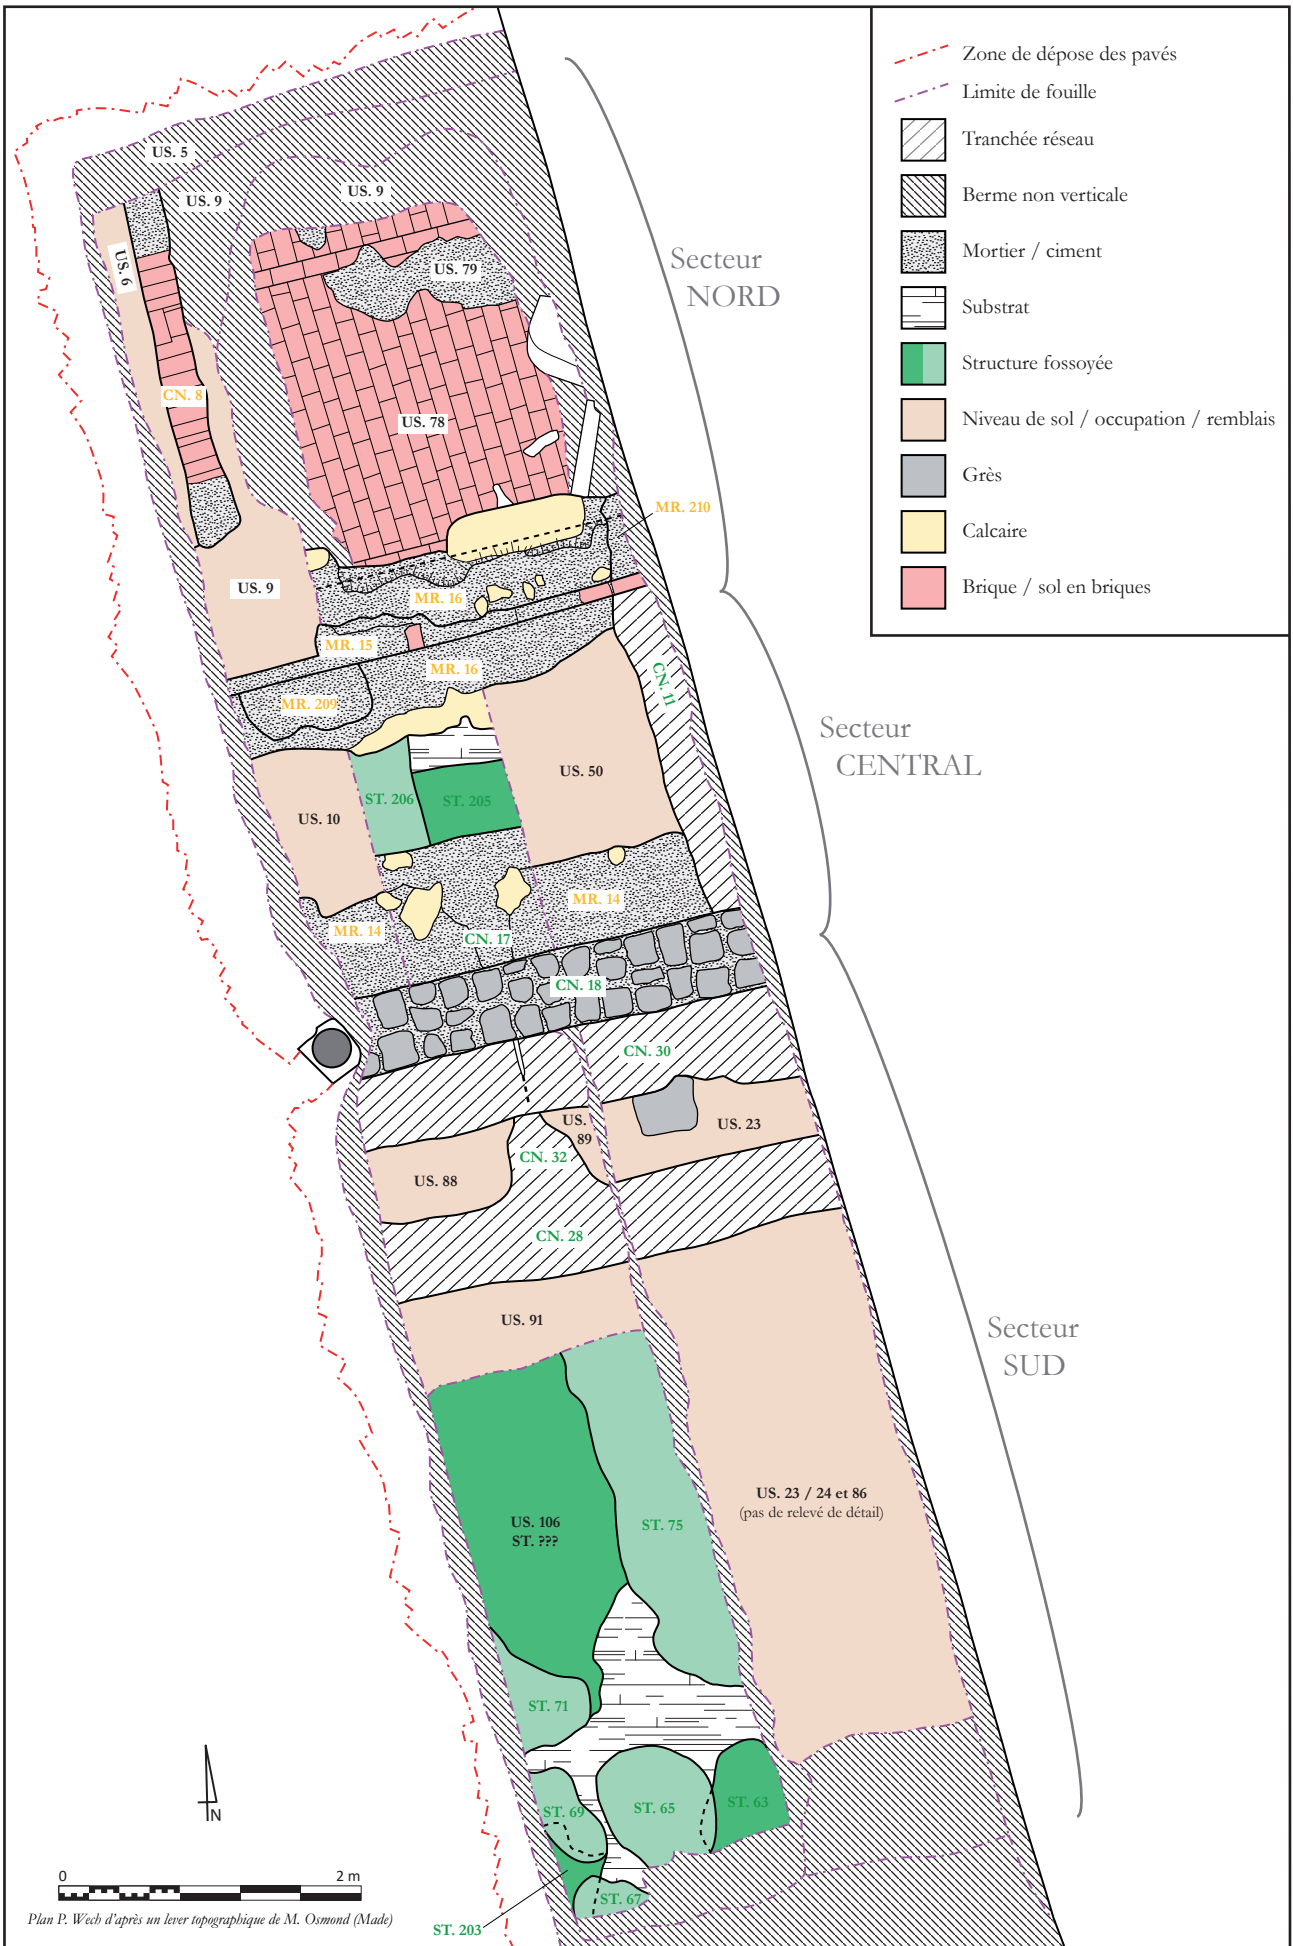 Zone de dépose des pavés
Limite de fouille
Tranchée réseau
Berme non verticale
Mortier / ciment
Substrat
Structure fossoyée
Niveau de sol / occupation / remblais
Grès
Calcaire
Brique / sol en briques
US. 5
US. 9
US. 9
US. 6
US. 79
Secteur
NORD
CN. 8
US. 78
MR. 210
US. 9
MR. 16
MR. 15
MR. 16
CN. 11
MR. 209
Secteur
CENTRAL
US. 50
ST. 206
ST. 205
US. 10
MR. 14
MR. 14
CN. 17
CN. 18
CN. 30
US.
89
US. 23
CN. 32
US. 88
CN. 28
US. 91
Secteur
SUD
US. 23 / 24 et 86
(pas de relevé de détail)
US. 106
ST. ???
ST. 75
ST. 71
ST. 69
ST. 65
ST. 63
N
0 2 m
ST. 67
Plan P. Wech d'après un lever topographique de M. Osmond (Made)
ST. 203